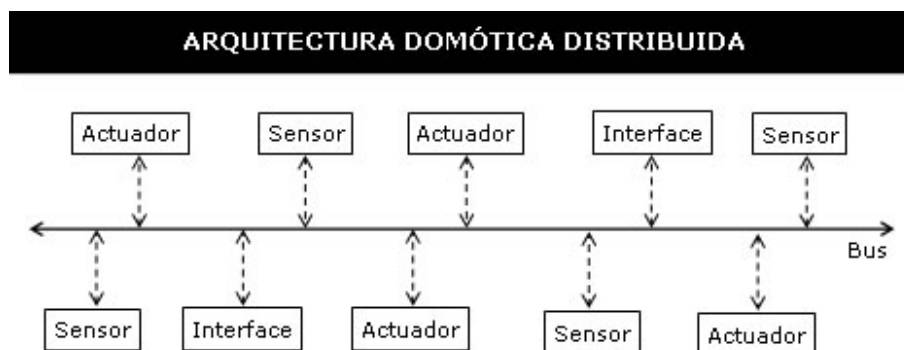 ARQUITECTURA DOMÓTICA DISTRIBUIDA
Actuador
Sensor
Actuador
Interface
Sensor
Bus
Sensor
Interface
Actuador
Sensor
Actuador